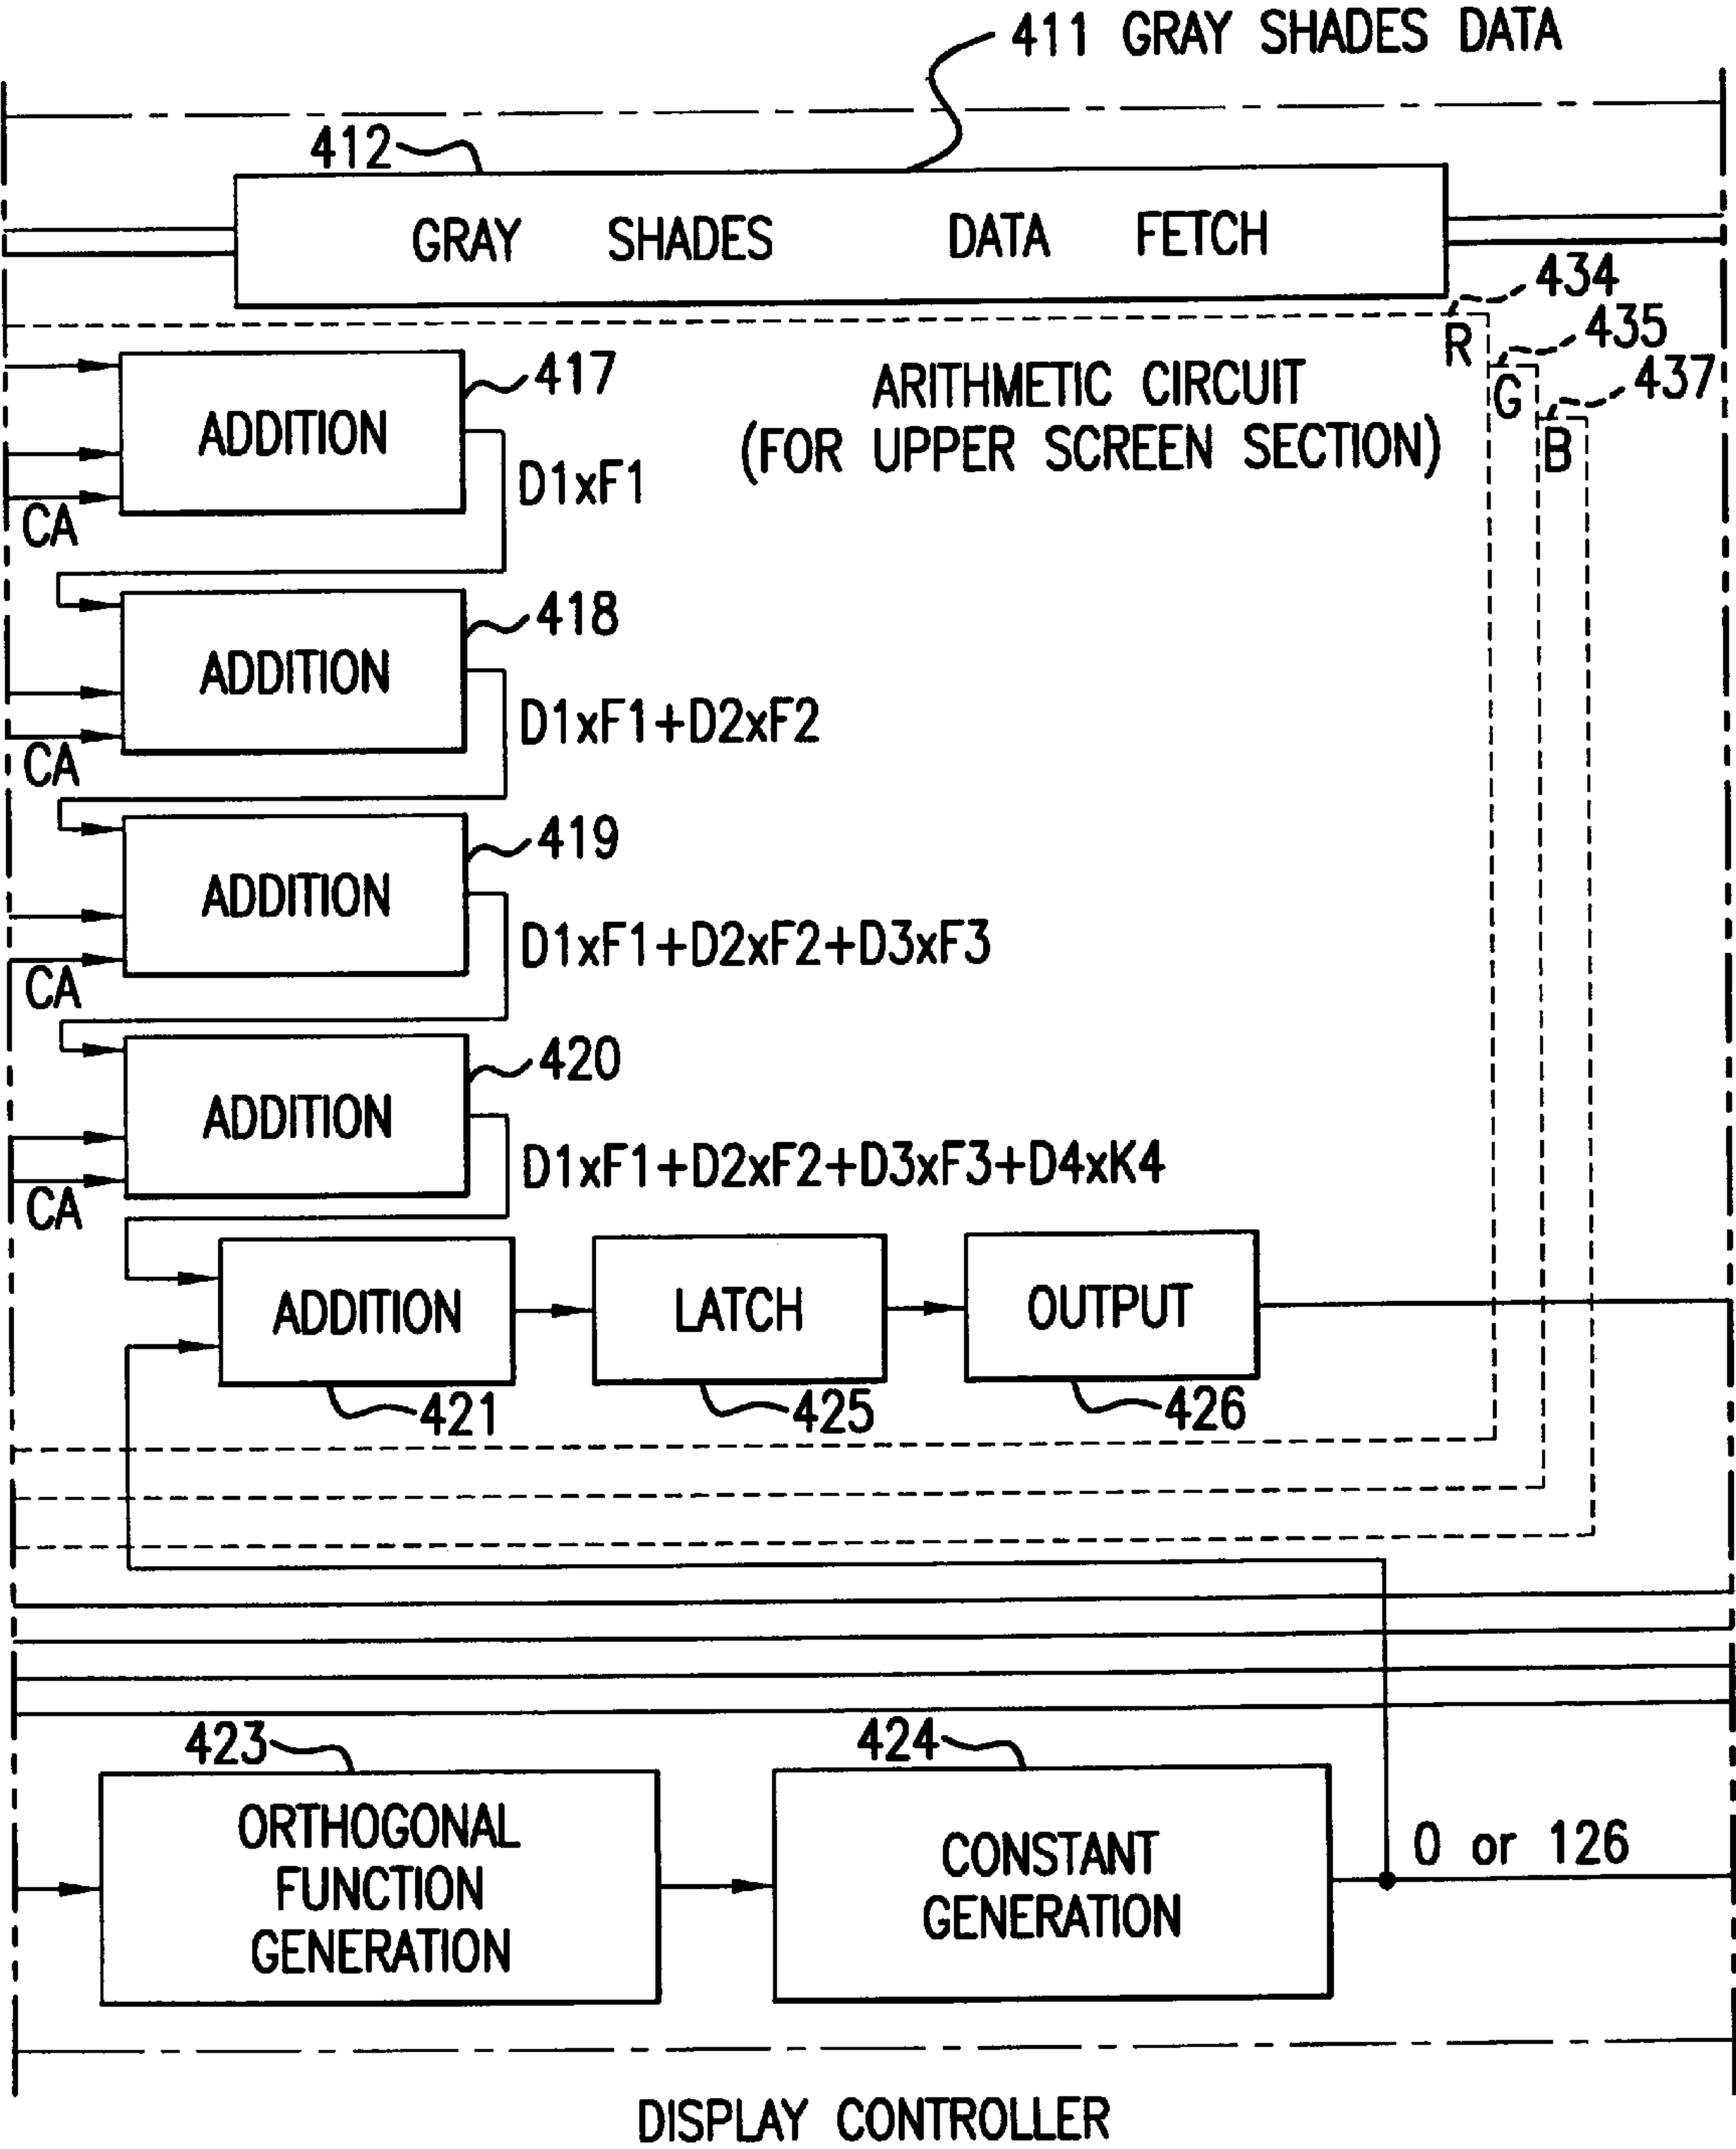 411 GRAY SHADES DATA
412
GRAY SHADES DATA FETCH
434
R
435
G
437
B
ARITHMETIC CIRCUIT
(FOR UPPER SCREEN SECTION)
417
ADDITION
D1xF1
CA
418
ADDITION
D1xF1+D2xF2
CA
419
ADDITION
D1xF1+D2xF2+D3xF3
CA
420
ADDITION
D1xF1+D2xF2+D3xF3+D4xK4
CA
ADDITION
LATCH
OUTPUT
421
425
426
423
424
ORTHOGONAL
FUNCTION
GENERATION
CONSTANT
GENERATION
0 or 126
DISPLAY CONTROLLER